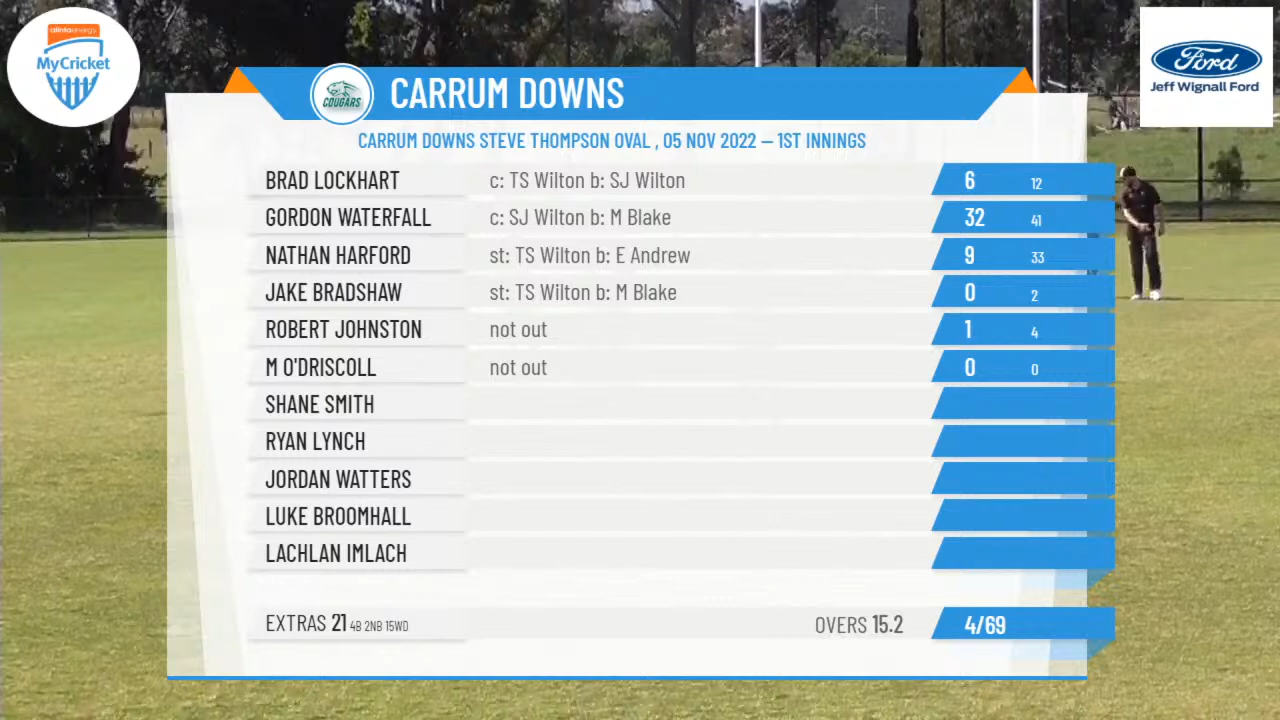 alintaenergy
MyCricket
Ford
Jeff Wignall Ford
COUGARS
CARRUM DOWNS
CARRUM DOWNS STEVE THOMPSON OVAL , 05 NOV 2022 – 1ST INNINGS
BRAD LOCKHART c: TS Wilton b: SJ Wilton 6 12
GORDON WATERFALL c: SJ Wilton b: M Blake 32 41
NATHAN HARFORD st: TS Wilton b: E Andrew 9 33
JAKE BRADSHAW st: TS Wilton b: M Blake 0 2
ROBERT JOHNSTON not out 1 4
M O'DRISCOLL not out 0 0
SHANE SMITH
RYAN LYNCH
JORDAN WATTERS
LUKE BROOMHALL
LACHLAN IMLACH
EXTRAS 21 4B 2NB 15WD OVERS 15.2 4/69